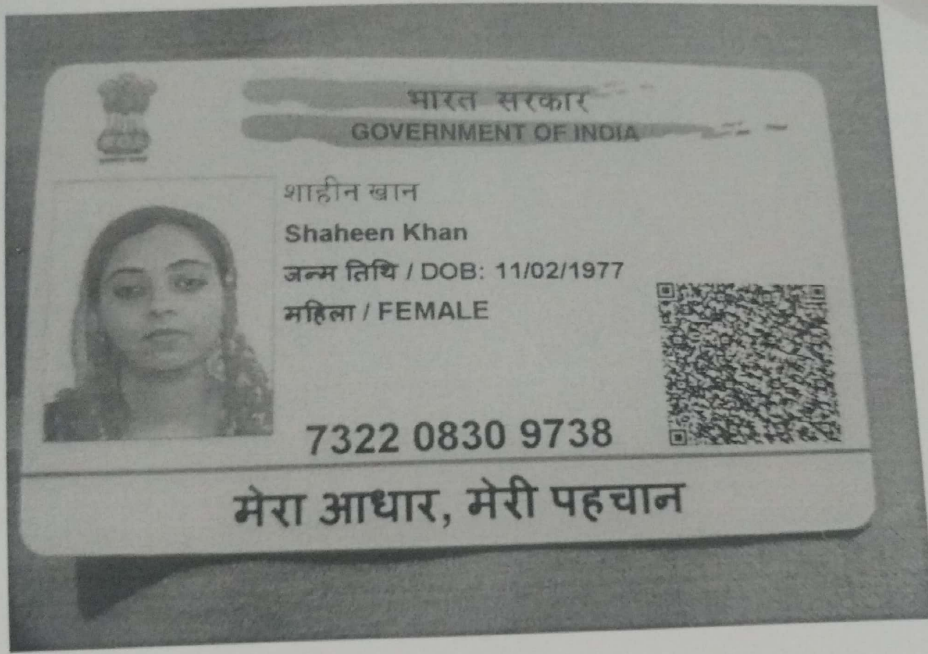 भारत सरकार
GOVERNMENT OF INDIA
शाहीन खान
Shaheen Khan
जन्म तिथि / DOB: 11/02/1977
महिला / FEMALE
7322 0830 9738
मेरा आधार, मेरी पहचान